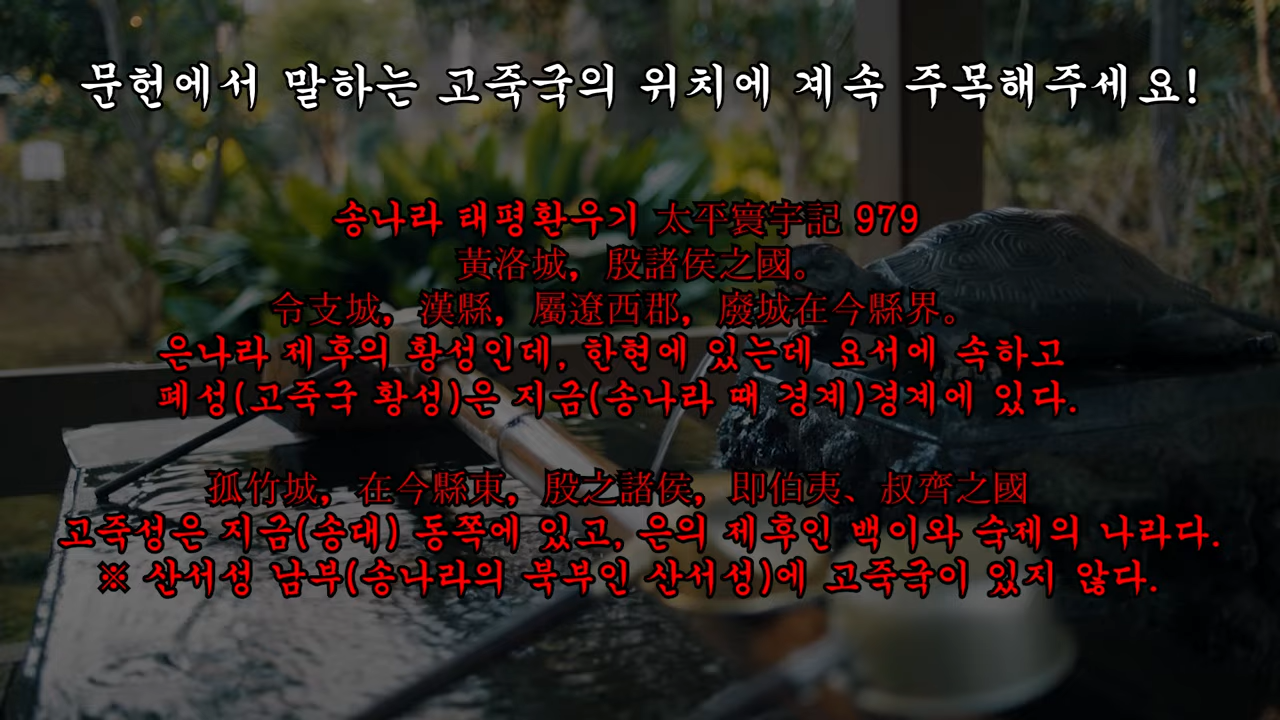 문헌에서 말하는 고죽국의 위치에 계속 주목해주세요!
송나라 태평환우기 太平寰宇記 979
黃洛城，殷諸侯之國。
令支城，漢縣，屬遼西郡，廢城在今縣界。
은나라 제후의 황성인데, 한현에 있는데 요서에 속하고
폐성(고죽국 황성)은 지금(송나라 때 경계)경계에 있다.
孤竹城，在今縣東，殷之諸侯，即伯夷、叔齊之國
고죽성은 지금(송대) 동쪽에 있고, 은의 제후인 백이와 숙제의 나라다.
※ 산서성 남부(송나라의 북부인 산서성)에 고죽국이 있지 않다.